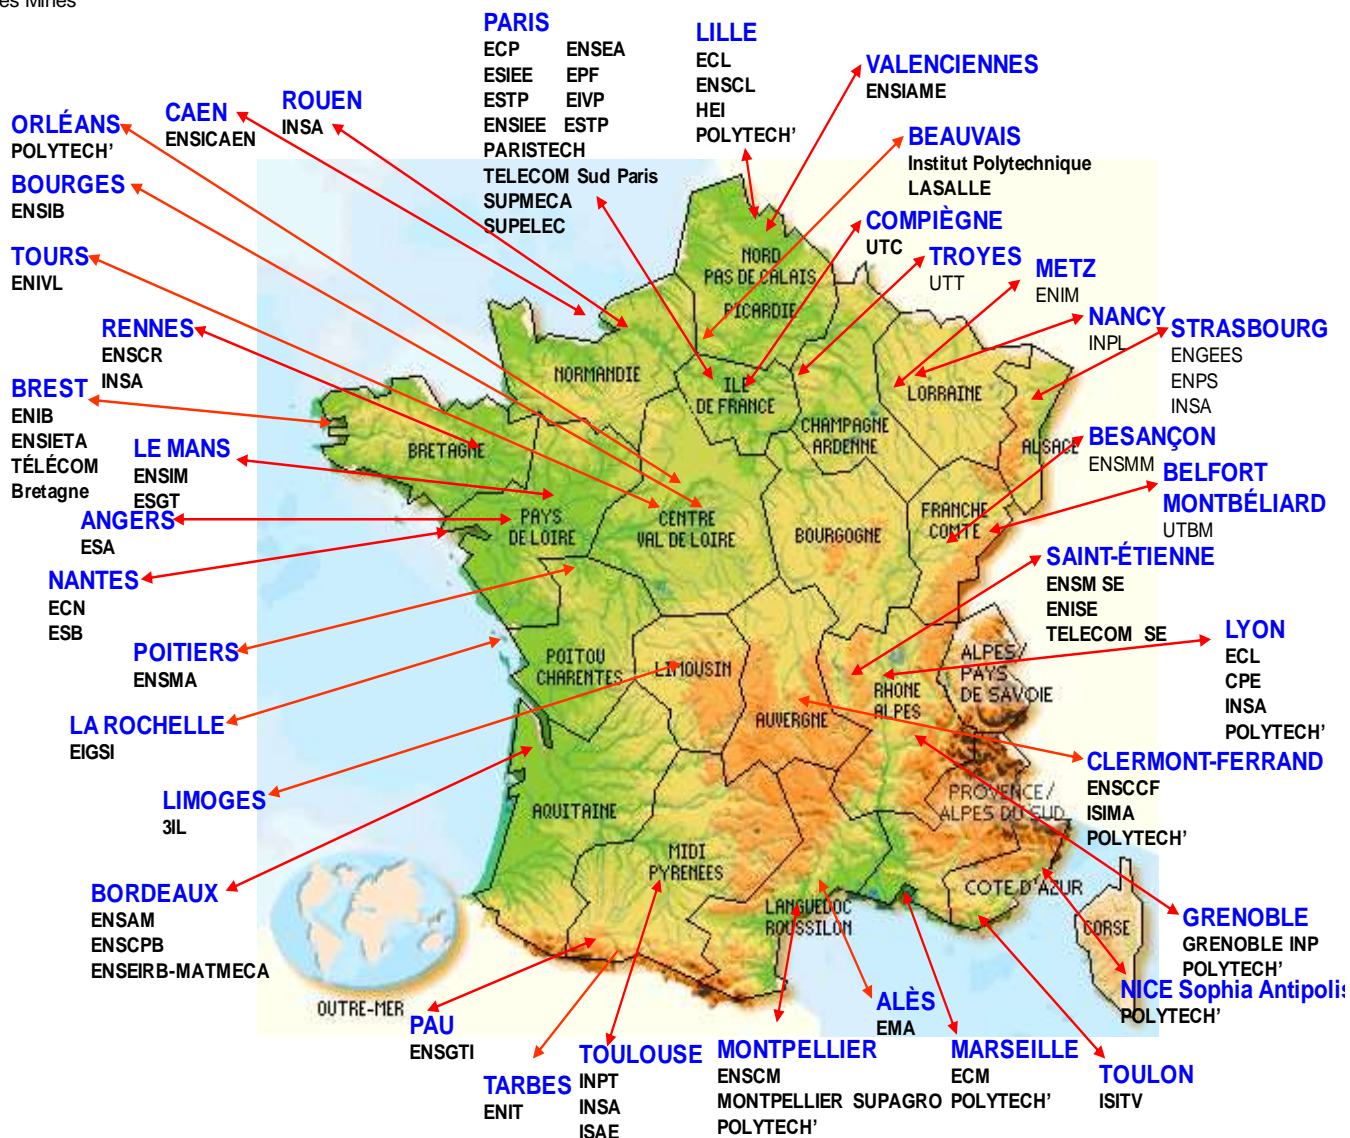 es Mines
PARIS
ECP ENSEA
ESIEE EPF
ESTP EIVP
ENSIEE ESTP
PARISTECH
TELECOM Sud Paris
SUPMECA
SUPELEC
LILLE
ECL
ENSCL
HEI
POLYTECH'
VALENCIENNES
ENSIAME
BEAUVAIS
Institut Polytechnique
LASALLE
COMPIÈGNE
UTC
TROYES
UTT
METZ
ENIM
NANCY
INPL
STRASBOURG
ENGEES
ENPS
INSA
BESANÇON
ENSMM
BELFORT
MONTBÉLIARD
UTBM
SAINT-ÉTIENNE
ENSM SE
ENISE
TELECOM SE
LYON
ECL
CPE
INSA
POLYTECH'
CLERMONT-FERRAND
ENSCCF
ISIMA
POLYTECH'
GRENOBLE
GRENOBLE INP
POLYTECH'
NICE Sophia Antipolis
POLYTECH'
TOULON
ISITV
MARSEILLE
ECM
POLYTECH'
ALÈS
EMA
MONTPELLIER
ENSCM
MONTPELLIER SUPAGRO
POLYTECH'
TOULOUSE
INPT
INSA
ISAE
TARBES
ENIT
PAU
ENSGTI
BORDEAUX
ENSAM
ENSCPB
ENSEIRB-MATMECA
LIMOGES
3IL
LA ROCHELLE
EIGSI
POITIERS
ENSMA
NANTES
ECN
ESB
ANGERS
ESA
LE MANS
ENSIM
ESGT
BREST
ENIB
ENSIETA
TÉLÉCOM
Bretagne
RENNES
ENSCR
INSA
TOURS
ENIVL
BOURGES
ENSIB
ORLÉANS
POLYTECH'
CAEN
ENSICAEN
ROUEN
INSA
NORD
PAS DE CALAIS
PICARDIE
NORMANDIE
ILE
DE FRANCE
CHAMPAGNE
ARDENNE
LORRAINE
ALSACE
BRETAGNE
PAYS
DE LOIRE
CENTRE
VAL DE LOIRE
BOURGOGNE
FRANCHE
COMTE
POITOU
CHARENTES
LIMOUSIN
AUVERGNE
RHONE
ALPES
ALPES/
PAYS
DE SAVOIE
AQUITAINE
MIDI
PYRENEES
LANGUEDOC
ROUSSILON
PROVENCE/
ALPES DU SUD
COTE D'AZUR
CORSE
OUTRE-MER